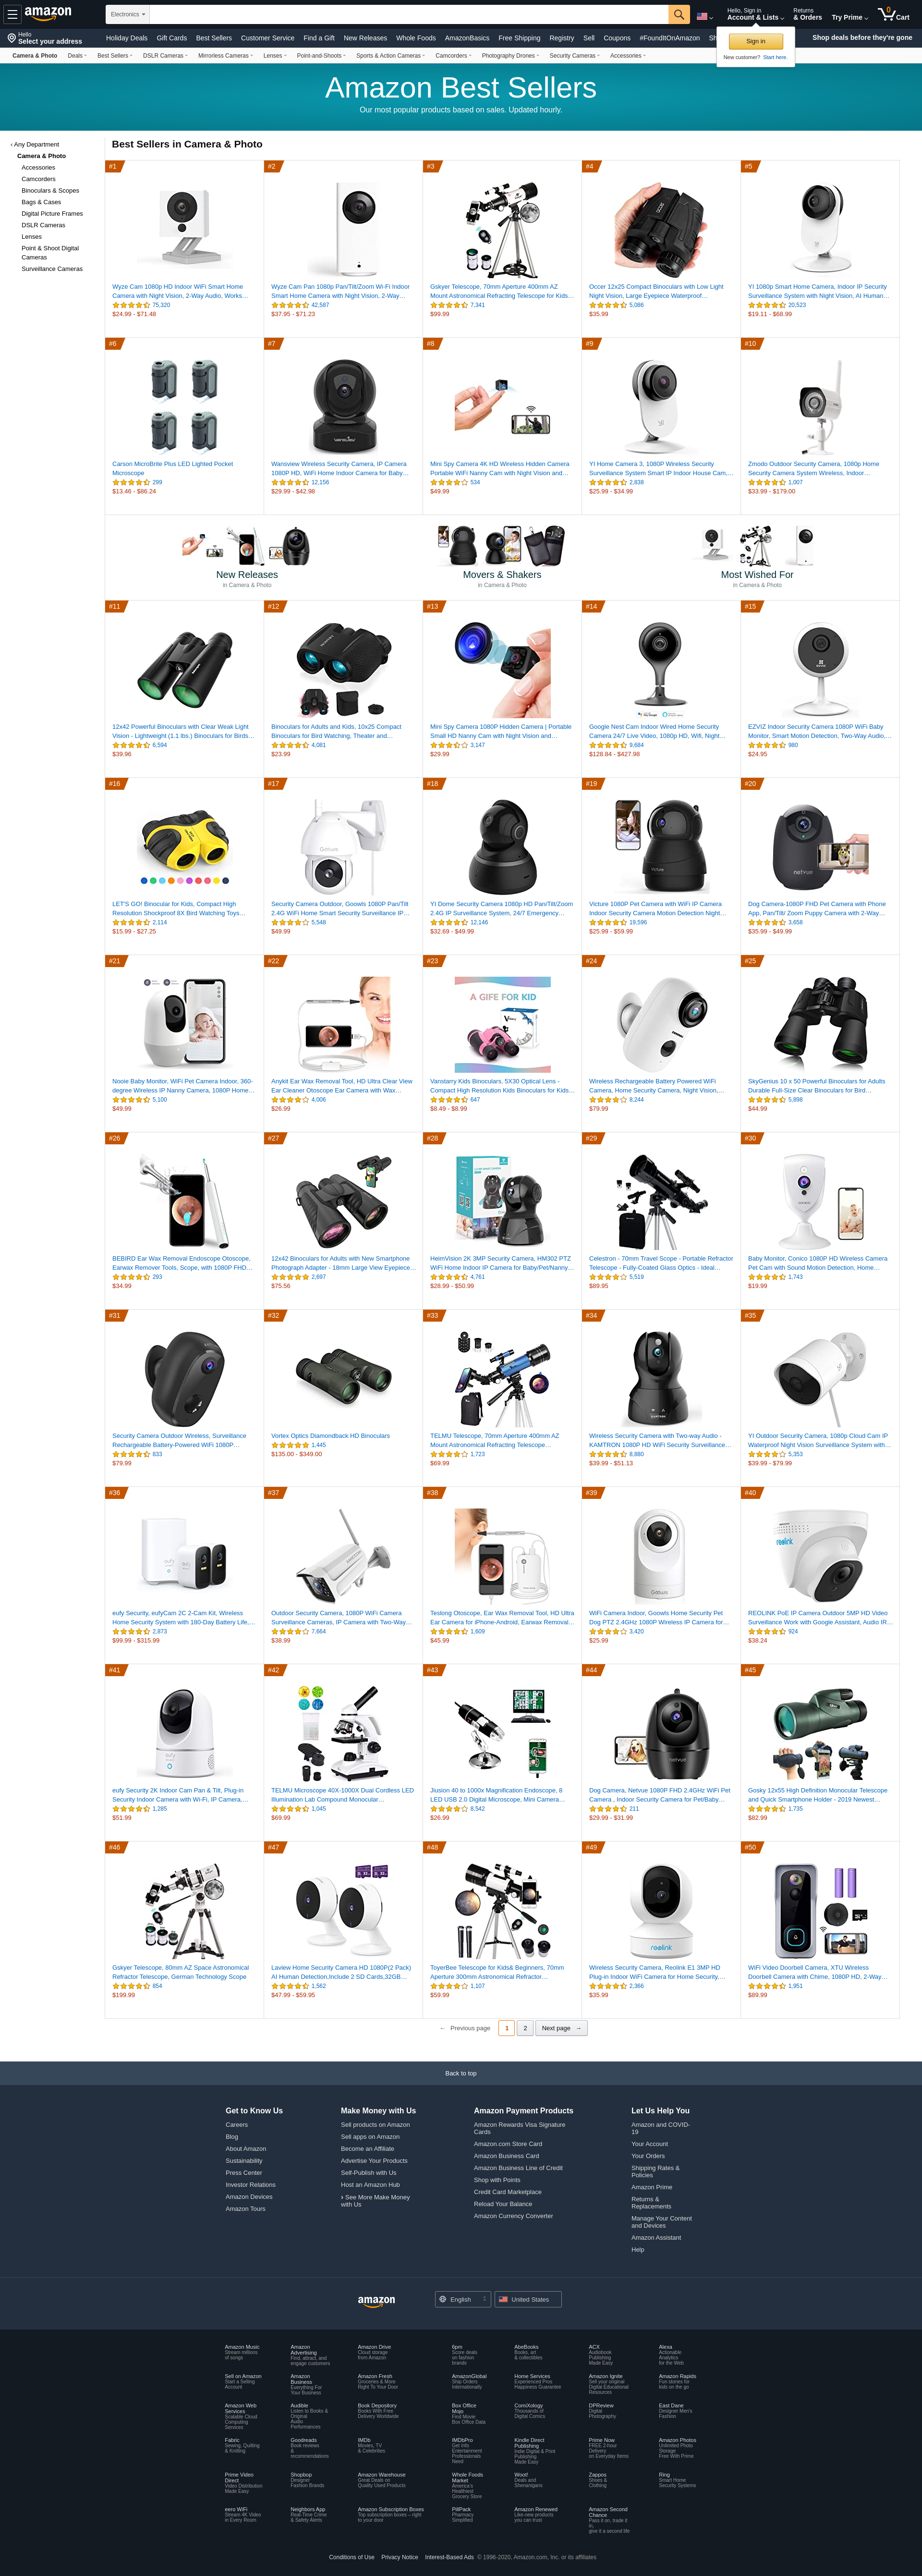 amazon
Electronics
Hello, Sign in
Account & Lists
Returns
& Orders
Try Prime
0
Cart
Hello
Select your address
Holiday Deals Gift Cards Best Sellers Customer Service Find a Gift New Releases Whole Foods AmazonBasics Free Shipping Registry Sell Coupons #FoundItOnAmazon
Shop deals before they're gone
Sign in
New customer? Start here.
Camera & Photo Deals Best Sellers DSLR Cameras Mirrorless Cameras Lenses Point-and-Shoots Sports & Action Cameras Camcorders Photography Drones Security Cameras Accessories
Amazon Best Sellers
Our most popular products based on sales. Updated hourly.
‹ Any Department
Camera & Photo
Accessories
Camcorders
Binoculars & Scopes
Bags & Cases
Digital Picture Frames
DSLR Cameras
Lenses
Point & Shoot Digital
Cameras
Surveillance Cameras
Best Sellers in Camera & Photo
#1
Wyze Cam 1080p HD Indoor WiFi Smart Home
Camera with Night Vision, 2-Way Audio, Works…
75,320
$24.99 - $71.48
#2
Wyze Cam Pan 1080p Pan/Tilt/Zoom Wi-Fi Indoor
Smart Home Camera with Night Vision, 2-Way…
42,587
$37.95 - $71.23
#3
Gskyer Telescope, 70mm Aperture 400mm AZ
Mount Astronomical Refracting Telescope for Kids…
7,341
$99.99
#4
Occer 12x25 Compact Binoculars with Low Light
Night Vision, Large Eyepiece Waterproof…
5,086
$35.99
#5
YI 1080p Smart Home Camera, Indoor IP Security
Surveillance System with Night Vision, AI Human…
20,523
$19.11 - $68.99
#6
Carson MicroBrite Plus LED Lighted Pocket
Microscope
299
$13.46 - $86.24
#7
Wansview Wireless Security Camera, IP Camera
1080P HD, WiFi Home Indoor Camera for Baby…
12,156
$29.99 - $42.98
#8
Mini Spy Camera 4K HD Wireless Hidden Camera
Portable WiFi Nanny Cam with Night Vision and…
534
$49.99
#9
YI Home Camera 3, 1080P Wireless Security
Surveillance System Smart IP Indoor House Cam,…
2,838
$25.99 - $34.99
#10
Zmodo Outdoor Security Camera, 1080p Home
Security Camera System Wireless, Indoor…
1,007
$33.99 - $179.00
New Releases
in Camera & Photo
Movers & Shakers
in Camera & Photo
Most Wished For
in Camera & Photo
#11
12x42 Powerful Binoculars with Clear Weak Light
Vision - Lightweight (1.1 lbs.) Binoculars for Birds…
6,594
$39.96
#12
Binoculars for Adults and Kids, 10x25 Compact
Binoculars for Bird Watching, Theater and…
4,081
$23.99
#13
Mini Spy Camera 1080P Hidden Camera | Portable
Small HD Nanny Cam with Night Vision and…
3,147
$29.99
#14
Google Nest Cam Indoor Wired Home Security
Camera 24/7 Live Video, 1080p HD, Wifi, Night…
9,684
$128.84 - $427.98
#15
EZVIZ Indoor Security Camera 1080P WiFi Baby
Monitor, Smart Motion Detection, Two-Way Audio,…
980
$24.95
#16
LET'S GO! Binocular for Kids, Compact High
Resolution Shockproof 8X Bird Watching Toys…
2,114
$15.99 - $27.25
#17
Security Camera Outdoor, Goowls 1080P Pan/Tilt
2.4G WiFi Home Smart Security Surveillance IP…
5,548
$49.99
#18
YI Dome Security Camera 1080p HD Pan/Tilt/Zoom
2.4G IP Surveillance System, 24/7 Emergency…
12,146
$32.69 - $49.99
#19
Victure 1080P Pet Camera with WiFi IP Camera
Indoor Security Camera Motion Detection Night…
19,596
$25.99 - $59.99
#20
netvue
Dog Camera-1080P FHD Pet Camera with Phone
App, Pan/Tilt/ Zoom Puppy Camera with 2-Way…
3,658
$35.99 - $49.99
#21
Nooie Baby Monitor, WiFi Pet Camera Indoor, 360-
degree Wireless IP Nanny Camera, 1080P Home…
5,100
$49.99
#22
Anykit Ear Wax Removal Tool, HD Ultra Clear View
Ear Cleaner Otoscope Ear Camera with Wax…
4,006
$26.99
#23
A GIFE FOR KID
Vanstarry Kids Binoculars, 5X30 Optical Lens -
Compact High Resolution Kids Binoculars for Kids…
647
$8.49 - $8.99
#24
Wireless Rechargeable Battery Powered WiFi
Camera, Home Security Camera, Night Vision,…
8,244
$79.99
#25
SkyGenius 10 x 50 Powerful Binoculars for Adults
Durable Full-Size Clear Binoculars for Bird…
5,898
$44.99
#26
BEBIRD Ear Wax Removal Endoscope Otoscope,
Earwax Remover Tools, Scope, with 1080P FHD…
293
$34.99
#27
12x42 Binoculars for Adults with New Smartphone
Photograph Adapter - 18mm Large View Eyepiece…
2,697
$75.56
#28
HeimVision 2K 3MP Security Camera, HM302 PTZ
WiFi Home Indoor IP Camera for Baby/Pet/Nanny…
4,761
$28.99 - $50.99
#29
Celestron - 70mm Travel Scope - Portable Refractor
Telescope - Fully-Coated Glass Optics - Ideal…
5,519
$89.95
#30
Baby Monitor, Conico 1080P HD Wireless Camera
Pet Cam with Sound Motion Detection, Home…
1,743
$19.99
#31
Security Camera Outdoor Wireless, Surveillance
Rechargeable Battery-Powered WiFi 1080P…
833
$79.99
#32
Vortex Optics Diamondback HD Binoculars
1,445
$135.00 - $349.00
#33
TELMU Telescope, 70mm Aperture 400mm AZ
Mount Astronomical Refracting Telescope…
1,723
$69.99
#34
Wireless Security Camera with Two-way Audio -
KAMTRON 1080P HD WiFi Security Surveillance…
8,880
$39.99 - $51.13
#35
YI Outdoor Security Camera, 1080p Cloud Cam IP
Waterproof Night Vision Surveillance System with…
5,353
$39.99 - $79.99
#36
eufy Security, eufyCam 2C 2-Cam Kit, Wireless
Home Security System with 180-Day Battery Life,…
2,873
$99.99 - $315.99
#37
Outdoor Security Camera, 1080P WiFi Camera
Surveillance Cameras, IP Camera with Two-Way…
7,664
$38.99
#38
Teslong Otoscope, Ear Wax Removal Tool, HD Ultra
Ear Camera for iPhone-Android, Earwax Removal…
1,609
$45.99
#39
WiFi Camera Indoor, Goowls Home Security Pet
Dog PTZ 2.4GHz 1080P Wireless IP Camera for…
3,420
$25.99
#40
reolink
REOLINK PoE IP Camera Outdoor 5MP HD Video
Surveillance Work with Google Assistant, Audio IR…
924
$38.24
#41
eufy Security 2K Indoor Cam Pan & Tilt, Plug-in
Security Indoor Camera with Wi-Fi, IP Camera,…
1,285
$51.99
#42
TELMU Microscope 40X-1000X Dual Cordless LED
Illumination Lab Compound Monocular…
1,045
$69.99
#43
Jiusion 40 to 1000x Magnification Endoscope, 8
LED USB 2.0 Digital Microscope, Mini Camera…
8,542
$26.99
#44
netvue
Dog Camera, Netvue 1080P FHD 2.4GHz WiFi Pet
Camera , Indoor Security Camera for Pet/Baby…
211
$29.99 - $31.99
#45
Gosky 12x55 High Definition Monocular Telescope
and Quick Smartphone Holder - 2019 Newest…
1,735
$82.99
#46
Gskyer Telescope, 80mm AZ Space Astronomical
Refractor Telescope, German Technology Scope
854
$199.99
#47
Laview Home Security Camera HD 1080P(2 Pack)
AI Human Detection,Include 2 SD Cards,32GB…
1,562
$47.99 - $59.95
#48
ToyerBee Telescope for Kids& Beginners, 70mm
Aperture 300mm Astronomical Refractor…
1,107
$59.99
#49
reolink
Wireless Security Camera, Reolink E1 3MP HD
Plug-in Indoor WiFi Camera for Home Security,…
2,366
$35.99
#50
WiFi Video Doorbell Camera, XTU Wireless
Doorbell Camera with Chime, 1080P HD, 2-Way…
1,951
$89.99
← Previous page 1 2 Next page →
Back to top
Get to Know Us
Careers
Blog
About Amazon
Sustainability
Press Center
Investor Relations
Amazon Devices
Amazon Tours
Make Money with Us
Sell products on Amazon
Sell apps on Amazon
Become an Affiliate
Advertise Your Products
Self-Publish with Us
Host an Amazon Hub
› See More Make Money
with Us
Amazon Payment Products
Amazon Rewards Visa Signature
Cards
Amazon.com Store Card
Amazon Business Card
Amazon Business Line of Credit
Shop with Points
Credit Card Marketplace
Reload Your Balance
Amazon Currency Converter
Let Us Help You
Amazon and COVID-
19
Your Account
Your Orders
Shipping Rates &
Policies
Amazon Prime
Returns &
Replacements
Manage Your Content
and Devices
Amazon Assistant
Help
amazon
English
United States
Amazon Music
Stream millions
of songs
Amazon
Advertising
Find, attract, and
engage customers
Amazon Drive
Cloud storage
from Amazon
6pm
Score deals
on fashion
brands
AbeBooks
Books, art
& collectibles
ACX
Audiobook
Publishing
Made Easy
Alexa
Actionable
Analytics
for the Web
Sell on Amazon
Start a Selling
Account
Amazon
Business
Everything For
Your Business
Amazon Fresh
Groceries & More
Right To Your Door
AmazonGlobal
Ship Orders
Internationally
Home Services
Experienced Pros
Happiness Guarantee
Amazon Ignite
Sell your original
Digital Educational
Resources
Amazon Rapids
Fun stories for
kids on the go
Amazon Web
Services
Scalable Cloud
Computing
Services
Audible
Listen to Books &
Original
Audio
Performances
Book Depository
Books With Free
Delivery Worldwide
Box Office
Mojo
Find Movie
Box Office Data
ComiXology
Thousands of
Digital Comics
DPReview
Digital
Photography
East Dane
Designer Men's
Fashion
Fabric
Sewing, Quilting
& Knitting
Goodreads
Book reviews
&
recommendations
IMDb
Movies, TV
& Celebrities
IMDbPro
Get Info
Entertainment
Professionals
Need
Kindle Direct
Publishing
Indie Digital & Print
Publishing
Made Easy
Prime Now
FREE 2-hour
Delivery
on Everyday Items
Amazon Photos
Unlimited Photo
Storage
Free With Prime
Prime Video
Direct
Video Distribution
Made Easy
Shopbop
Designer
Fashion Brands
Amazon Warehouse
Great Deals on
Quality Used Products
Whole Foods
Market
America's
Healthiest
Grocery Store
Woot!
Deals and
Shenanigans
Zappos
Shoes &
Clothing
Ring
Smart Home
Security Systems
eero WiFi
Stream 4K Video
in Every Room
Neighbors App
Real-Time Crime
& Safety Alerts
Amazon Subscription Boxes
Top subscription boxes – right
to your door
PillPack
Pharmacy
Simplified
Amazon Renewed
Like-new products
you can trust
Amazon Second
Chance
Pass it on, trade it
in,
give it a second life
Conditions of Use Privacy Notice Interest-Based Ads © 1996-2020, Amazon.com, Inc. or its affiliates